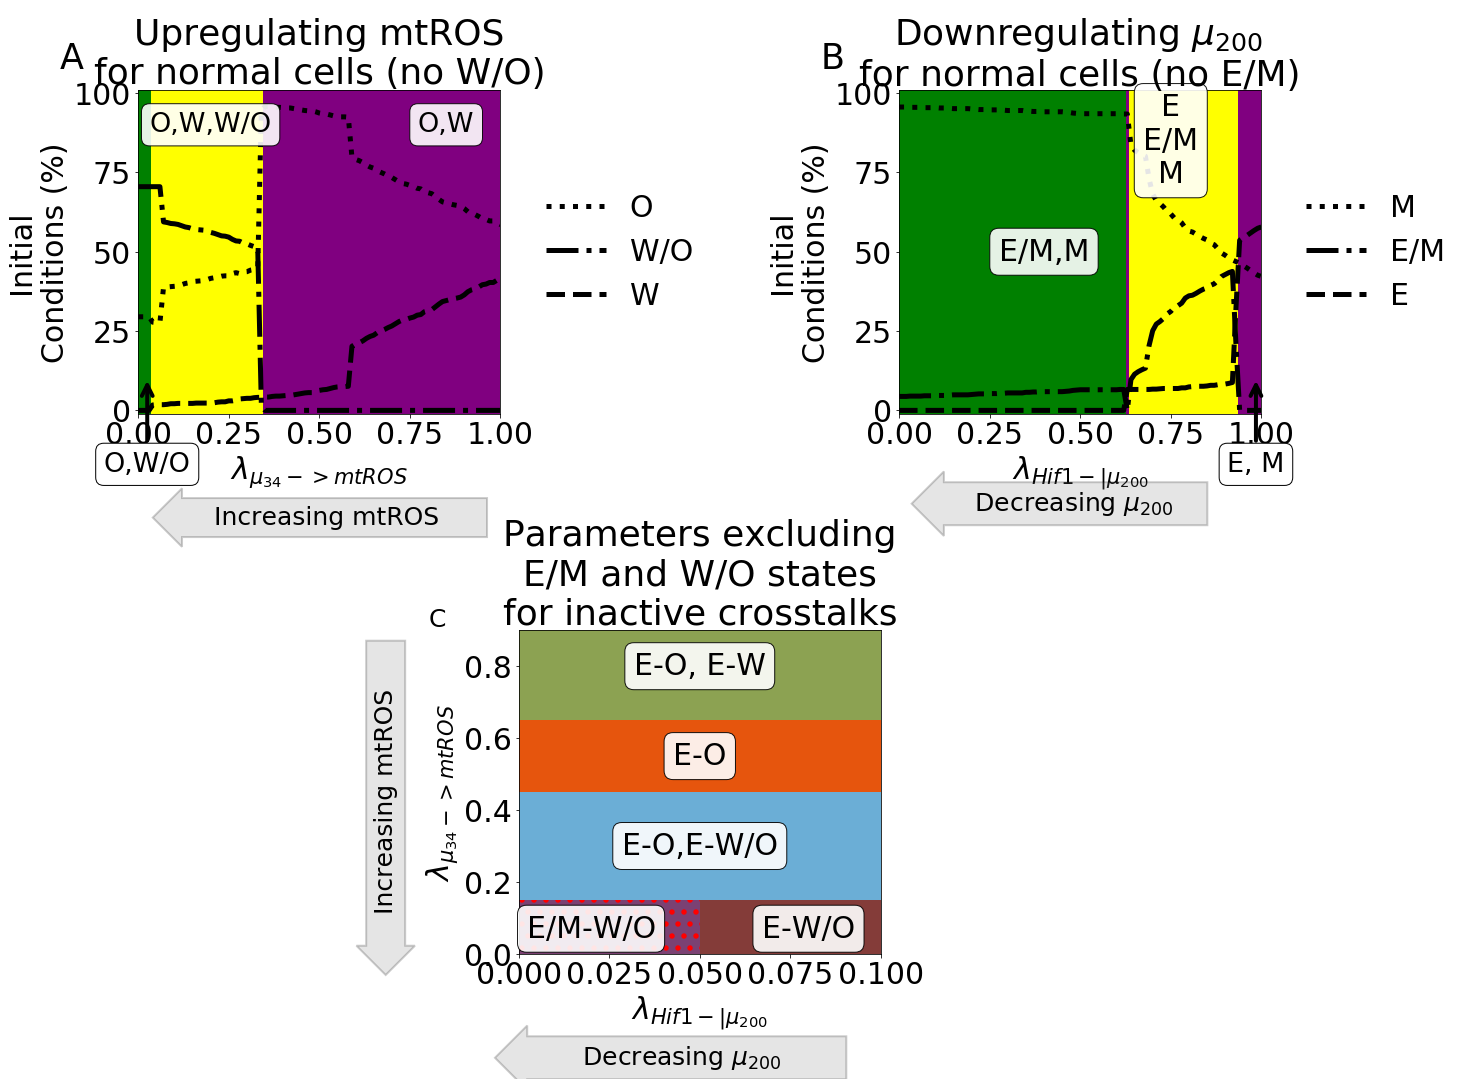 A
Upregulating mtROS
for normal cells (no W/O)
Initial
Conditions (%)
100
75
50
25
0
O,W,W/O
O,W
O,W/O
0.00 0.25 0.50 0.75 1.00
λμ34−>mtROS
Increasing mtROS
O
W/O
W
B
Downregulating μ200
for normal cells (no E/M)
Initial
Conditions (%)
100
75
50
25
0
E/M,M
E
E/M
M
E, M
0.00 0.25 0.50 0.75 1.00
λHif1−|μ200
Decreasing μ200
M
E/M
E
C
Parameters excluding
E/M and W/O states
for inactive crosstalks
Increasing mtROS
λμ34−>mtROS
0.8
0.6
0.4
0.2
0.0
E-O, E-W
E-O
E-O,E-W/O
E/M-W/O
E-W/O
0.000 0.025 0.050 0.075 0.100
λHif1−|μ200
Decreasing μ200